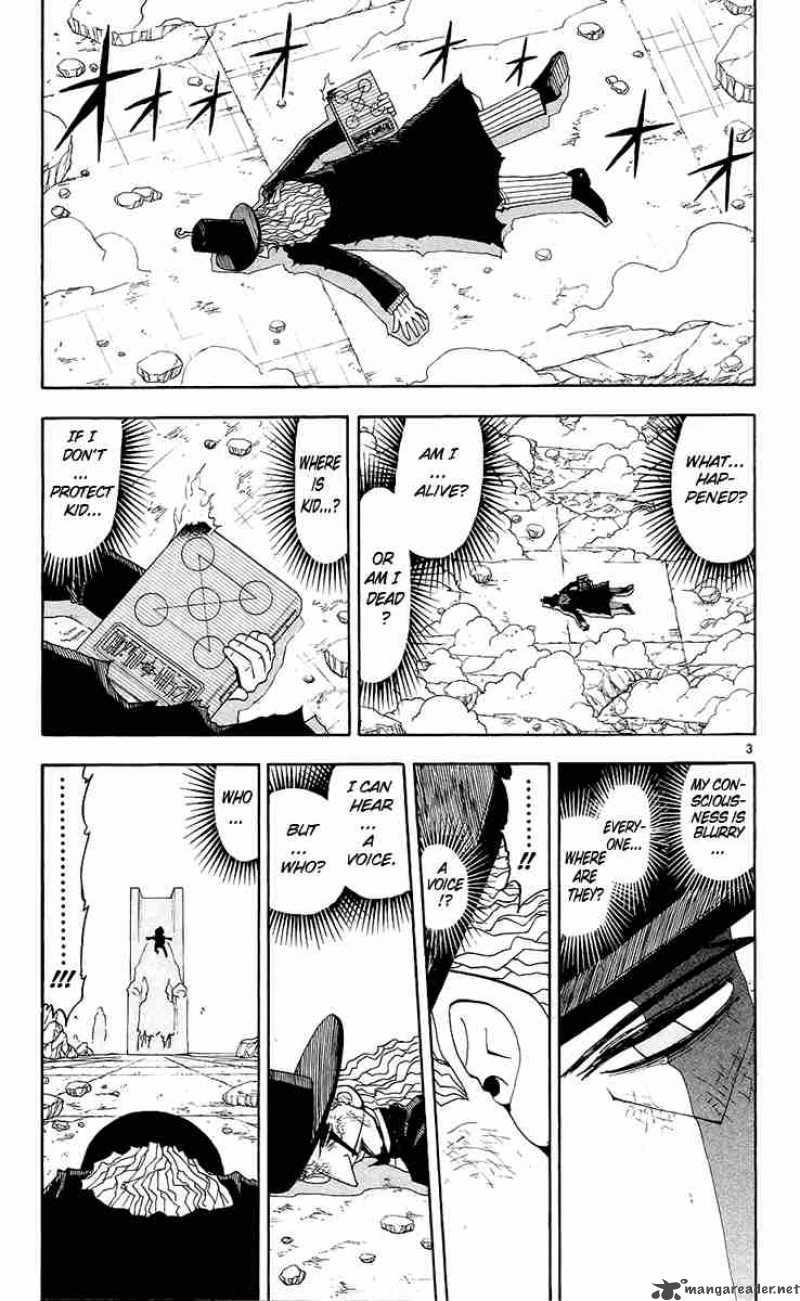 WHAT...
HAP-
PENED?
AM I
...
ALIVE?
OR
AM I
DEAD
?
WHERE
IS
KID...?
IF I
DON'T
...
PROTECT
KID...
3
MY CON-
SCIOUS-
NESS IS
BLURRY
...
EVERY-
ONE...
WHERE
ARE
THEY?
!!
A
VOICE
!?
I CAN
HEAR
...
A
VOICE.
BUT
...
WHO?
WHO
...
!!!
mangareader.net